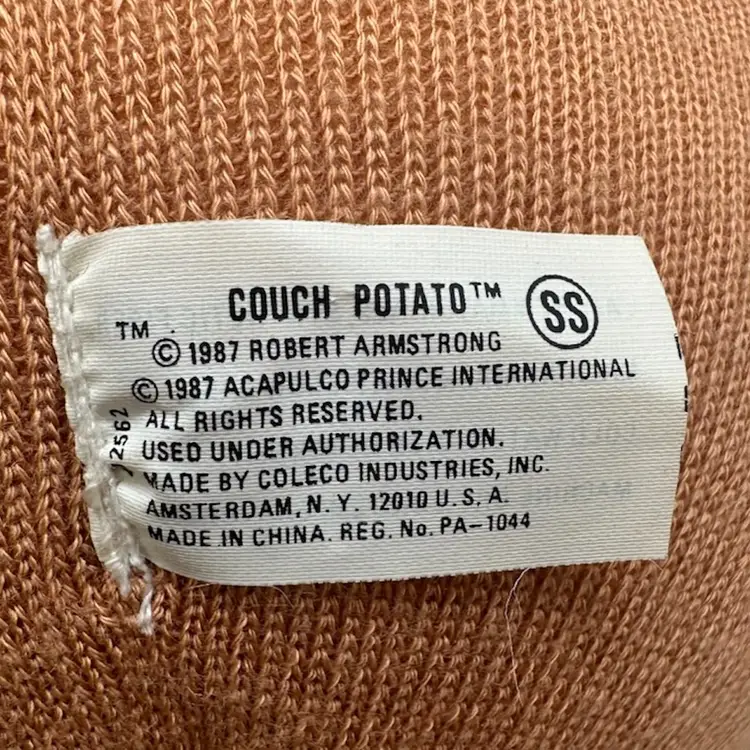 COUCH POTATO™ SS
™
© 1987 ROBERT ARMSTRONG
© 1987 ACAPULCO PRINCE INTERNATIONAL
ALL RIGHTS RESERVED.
USED UNDER AUTHORIZATION.
MADE BY COLECO INDUSTRIES, INC.
AMSTERDAM, N.Y. 12010 U.S.A.
MADE IN CHINA. REG. No. PA-1044